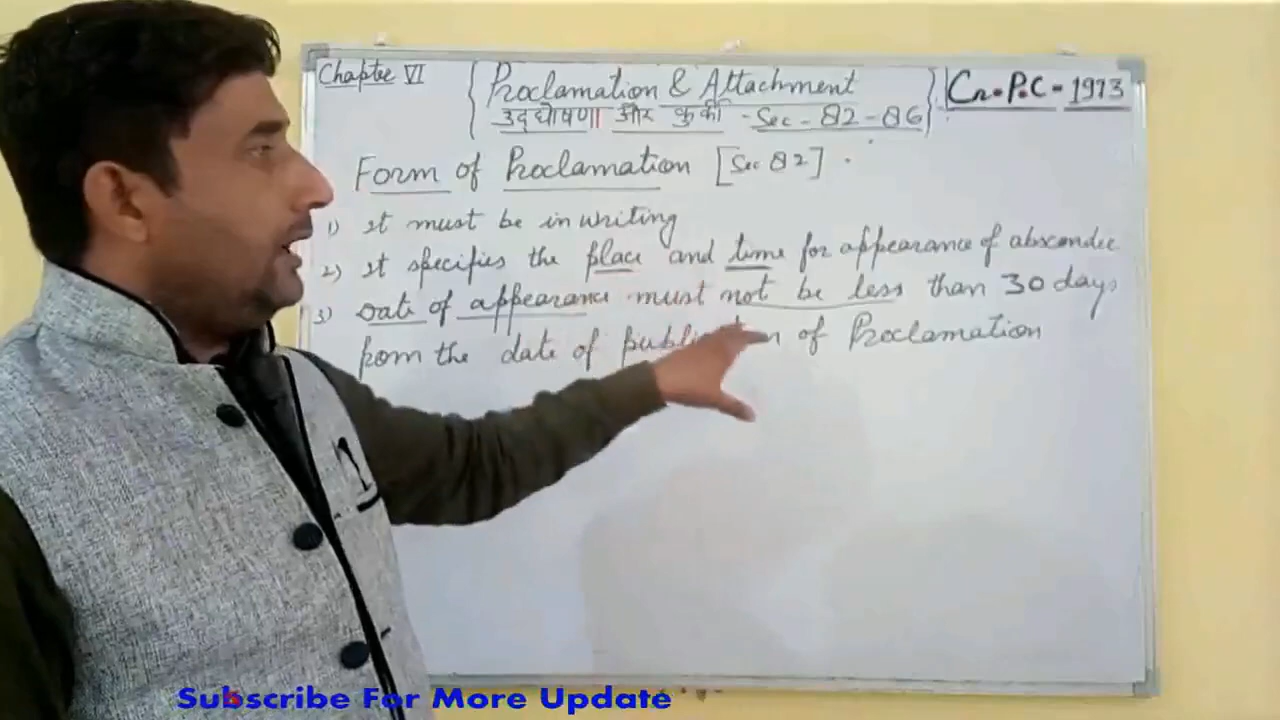 Chapter VI
Proclamation & Attachment
Cr.P.C - 1973
उद्घोषणा और कुर्की - Sec - 82-86
Form of Proclamation [Sec 82].
1) It must be in writing
2) It specifies the place and time for appearance of abscondee
3) Date of appearance must not be less than 30 days
from the date of publication of Proclamation
Subscribe For More Update